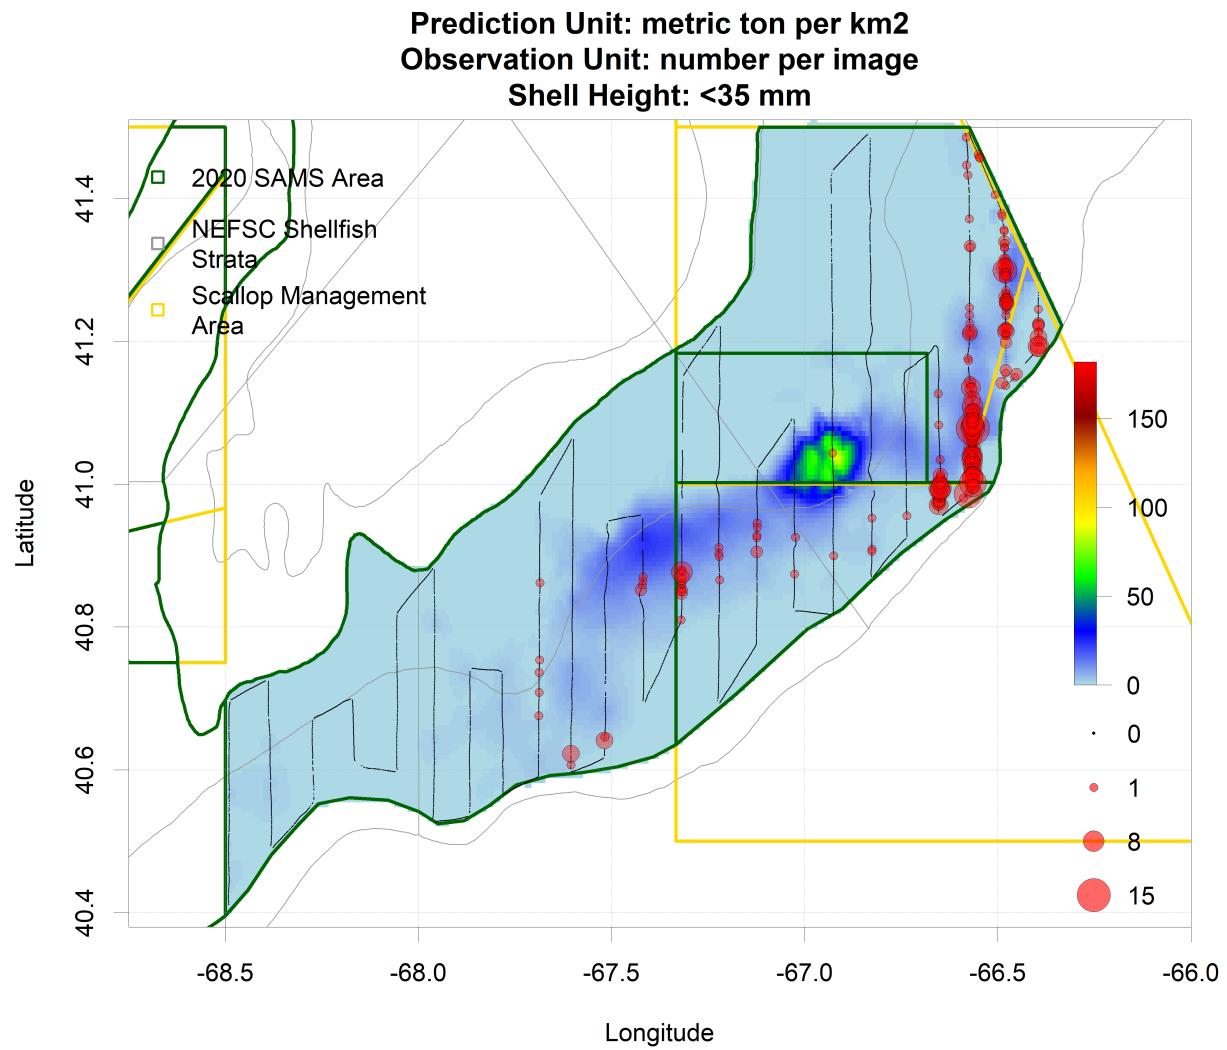 Prediction Unit: metric ton per km2
Observation Unit: number per image
Shell Height: <35 mm
2020 SAMS Area
NEFSC Shellfish
Strata
Scallop Management
Area
41.4
41.2
41.0
40.8
40.6
40.4
Latitude
150
100
50
0
0
1
8
15
-68.5
-68.0
-67.5
-67.0
-66.5
-66.0
Longitude